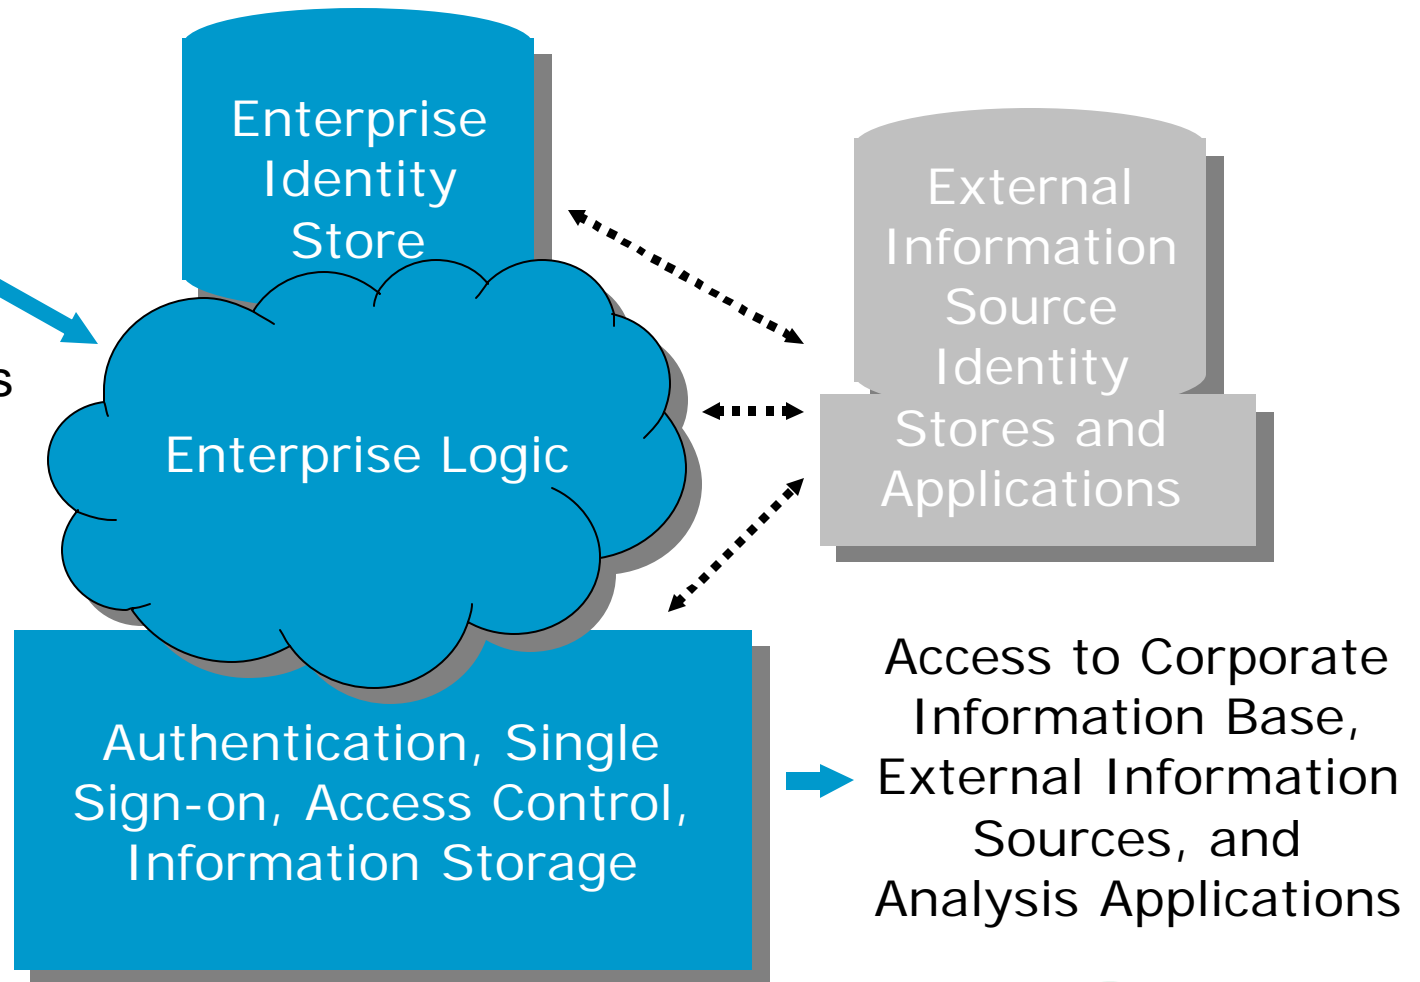 Enterprise
Identity
Store
External
Information
Source
Identity
Stores and
Applications
s
Enterprise Logic
Authentication, Single
Sign-on, Access Control,
Information Storage
Access to Corporate
Information Base,
External Information
Sources, and
Analysis Applications